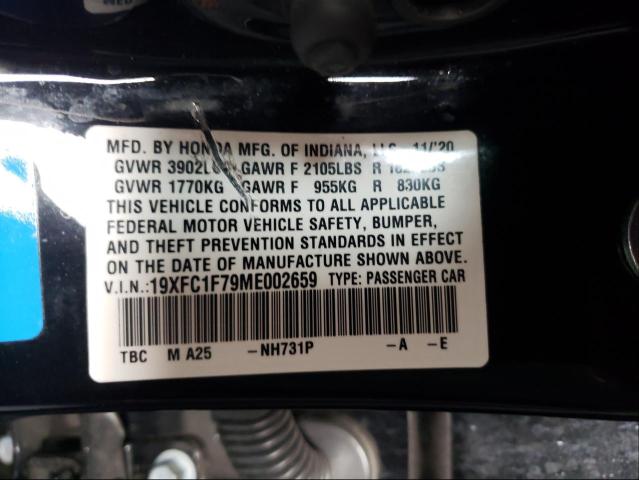 MED
MFD. BY HONDA MFG. OF INDIANA, LLC. 11/'20
GVWR 3902LBS GAWR F 2105LBS R
GVWR 1770KG GAWR F 955KG R 830KG
THIS VEHICLE CONFORMS TO ALL APPLICABLE
FEDERAL MOTOR VEHICLE SAFETY, BUMPER,
AND THEFT PREVENTION STANDARDS IN EFFECT
ON THE DATE OF MANUFACTURE SHOWN ABOVE.
V.I.N.:19XFC1F79ME002659 TYPE: PASSENGER CAR
TBC M A25 -NH731P -A -E